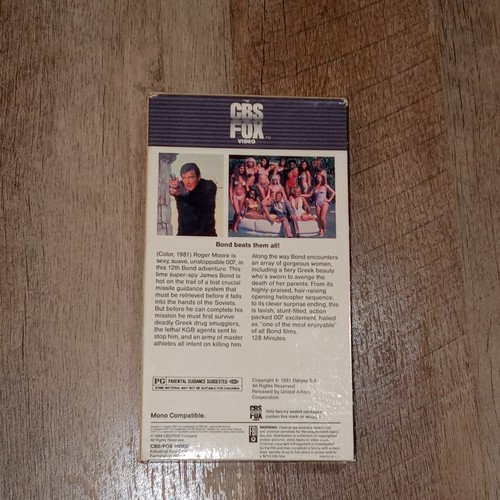 CBS
FOX
VIDEO
Bond beats them all!
(Color, 1981) Roger Moore is
sexy, suave, unstoppable 007, in
this 12th Bond adventure. This
time super-spy James Bond is
hot on the trail of a lost crucial
missile guidance system that
must be retrieved before it falls
into the hands of the Soviets.
But before he can complete his
mission he must first survive
deadly Greek drug smugglers,
the lethal KGB agents sent to
stop him, and an army of master
athletes all intent on killing him
Along the way Bond encounters
an array of gorgeous women,
including a fiery Greek beauty
who's sworn to avenge the
death of her parents. From its
highly-praised, hair-raising
opening helicopter sequence,
to its clever surprise ending, this
is lavish, stunt-filled, action
packed 007 excitement, hailed
as "one of the most enjoyable"
of all Bond films.
128 Minutes
PG PARENTAL GUIDANCE SUGGESTED
SOME MATERIAL MAY NOT BE SUITABLE FOR CHILDREN
Copyright © 1981 Danjaq S.A.
All Rights Reserved.
Released by United Artists
Corporation.
Mono Compatible.
CBS
FOX
Only factory sealed packages
contain this mark on
CBS/FOX VIDEO
Industrial Park
WARNING: